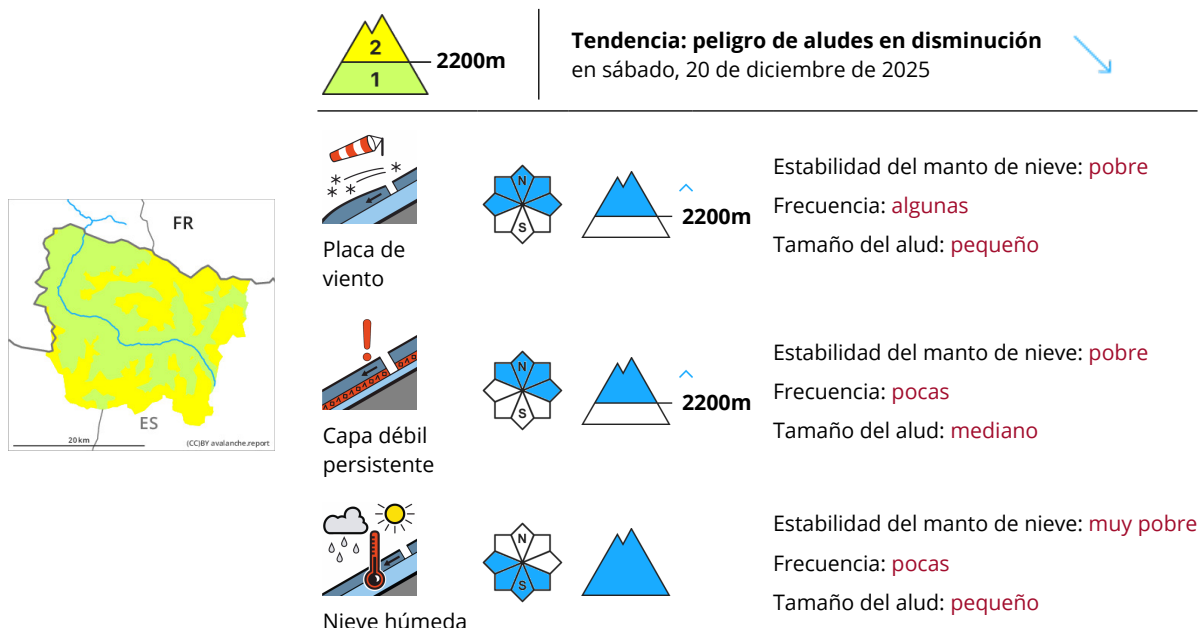 2
2200m
1
Tendencia: peligro de aludes en disminución
en sábado, 20 de diciembre de 2025
FR
ES
20 km
(CC)BY avalanche.report
N
S
2200m
Placa de
viento
Estabilidad del manto de nieve: pobre
Frecuencia: algunas
Tamaño del alud: pequeño
N
S
2200m
Capa débil
persistente
Estabilidad del manto de nieve: pobre
Frecuencia: pocas
Tamaño del alud: mediano
N
S
Nieve húmeda
Estabilidad del manto de nieve: muy pobre
Frecuencia: pocas
Tamaño del alud: pequeño